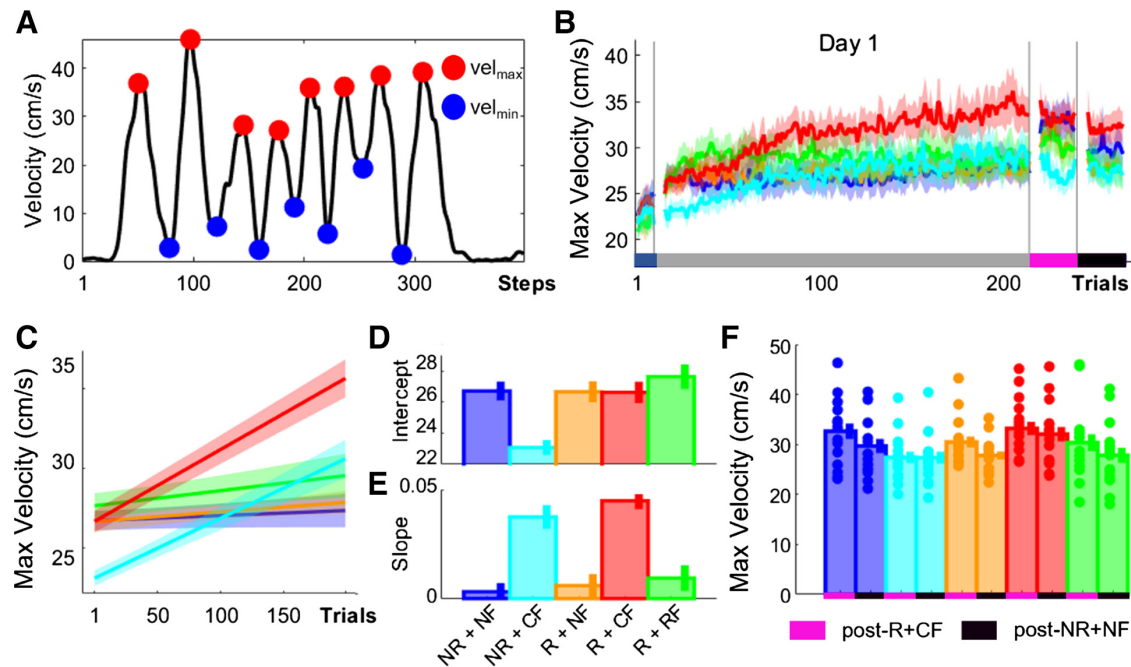 A
Velocity (cm/s)
40
30
20
10
0
1
100
200
300
Steps
velmax
velmin
B
Day 1
Max Velocity (cm/s)
40
35
30
25
20
1
100
200
Trials
C
Max Velocity (cm/s)
35
30
25
1
50
100
150
Trials
D
Intercept
28
26
24
22
E
Slope
0.05
0
NR + NF
NR + CF
R + NF
R + CF
R + RF
F
Max Velocity (cm/s)
50
40
30
20
10
0
post-R+CF
post-NR+NF